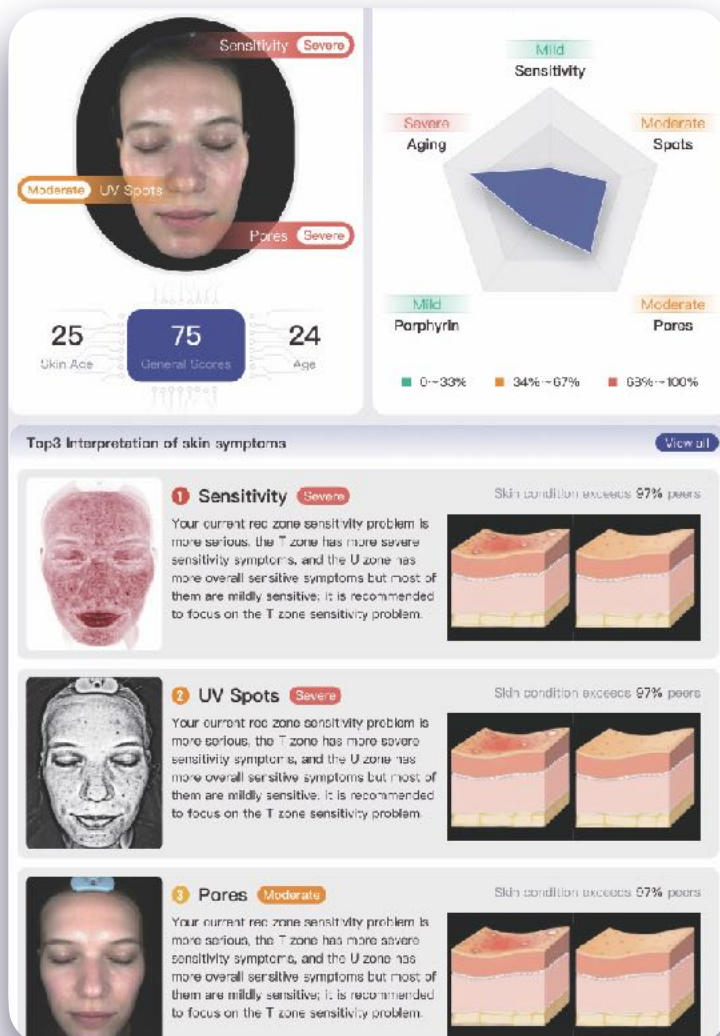 Sensitivity Severe
Moderate UV Spots
Pores Severe
25
Skin Age
75
General Scores
24
Age
Mild
Sensitivity
Severe
Aging
Moderate
Spots
Mild
Porphyrin
Moderate
Pores
0~33% 34%~67% 68%~100%
Top3 Interpretation of skin symptoms
View all
1 Sensitivity Severe
Skin condition exceeds 97% peers
Your current red zone sensitivity problem is
more serious, the T zone has more severe
sensitivity symptoms, and the U zone has
more overall sensitive symptoms but most of
them are mildly sensitive; it is recommended
to focus on the T zone sensitivity problem.
2 UV Spots Severe
Skin condition exceeds 97% peers
Your current red zone sensitivity problem is
more serious, the T zone has more severe
sensitivity symptoms, and the U zone has
more overall sensitive symptoms but most of
them are mildly sensitive. it is recommended
to focus on the T zone sensitivity problem.
3 Pores Moderate
Skin condition exceeds 97% peers
Your current red zone sensitivity problem is
more serious, the T zone has more severe
sensitivity symptoms, and the U zone has
more overall sensitive symptoms but most of
them are mildly sensitive; it is recommended
to focus on the T zone sensitivity problem.